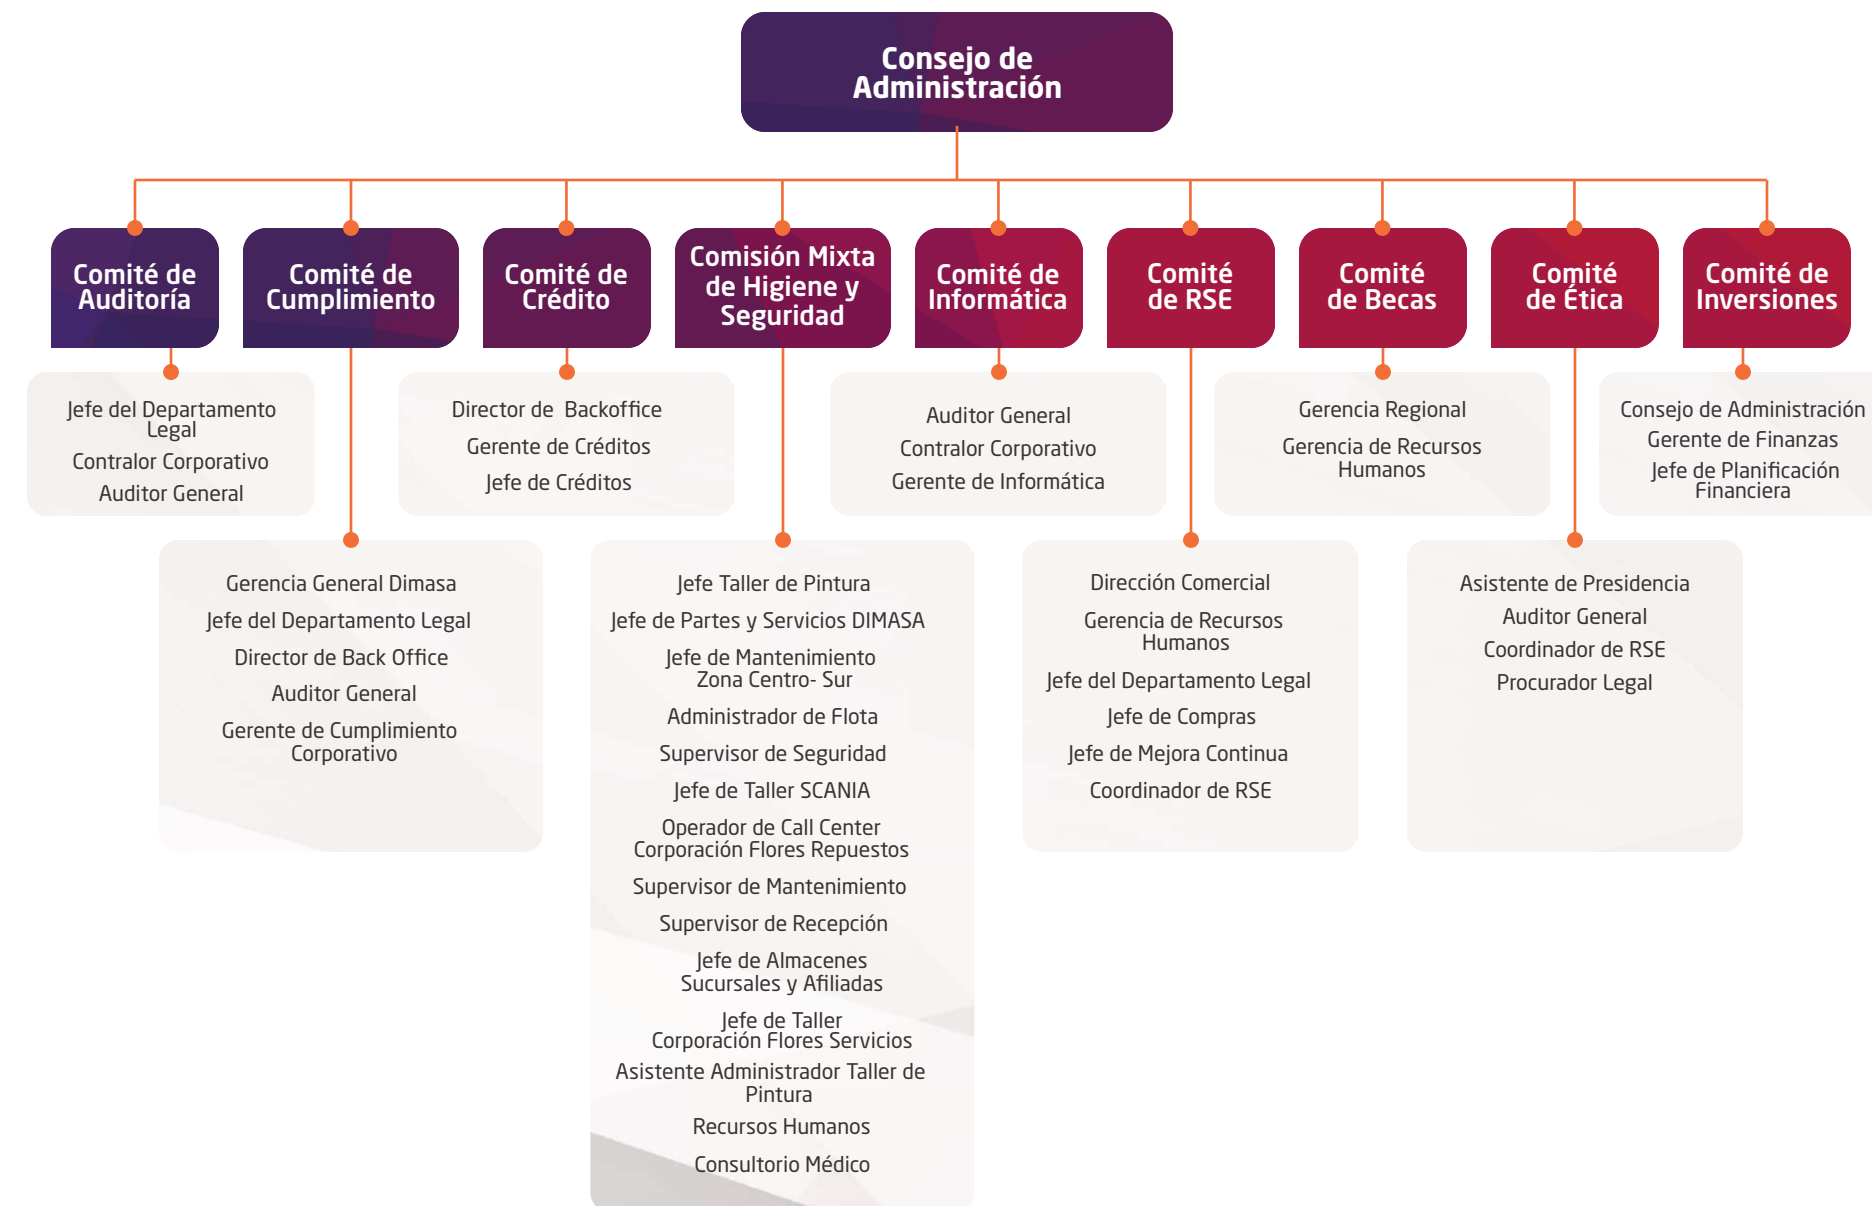 Consejo de
Administración
Comité de
Auditoría
Comité de
Cumplimiento
Comité de
Crédito
Comisión Mixta
de Higiene y
Seguridad
Comité de
Informática
Comité
de RSE
Comité
de Becas
Comité
de Ética
Comité de
Inversiones
Jefe del Departamento
Legal
Contralor Corporativo
Auditor General
Director de Backoffice
Gerente de Créditos
Jefe de Créditos
Auditor General
Contralor Corporativo
Gerente de Informática
Gerencia Regional
Gerencia de Recursos
Humanos
Consejo de Administración
Gerente de Finanzas
Jefe de Planificación
Financiera
Gerencia General Dimasa
Jefe del Departamento Legal
Director de Back Office
Auditor General
Gerente de Cumplimiento
Corporativo
Jefe Taller de Pintura
Jefe de Partes y Servicios DIMASA
Jefe de Mantenimiento
Zona Centro- Sur
Administrador de Flota
Supervisor de Seguridad
Jefe de Taller SCANIA
Operador de Call Center
Corporación Flores Repuestos
Supervisor de Mantenimiento
Supervisor de Recepción
Jefe de Almacenes
Sucursales y Afiliadas
Jefe de Taller
Corporación Flores Servicios
Asistente Administrador Taller de
Pintura
Recursos Humanos
Consultorio Médico
Dirección Comercial
Gerencia de Recursos
Humanos
Jefe del Departamento Legal
Jefe de Compras
Jefe de Mejora Continua
Coordinador de RSE
Asistente de Presidencia
Auditor General
Coordinador de RSE
Procurador Legal